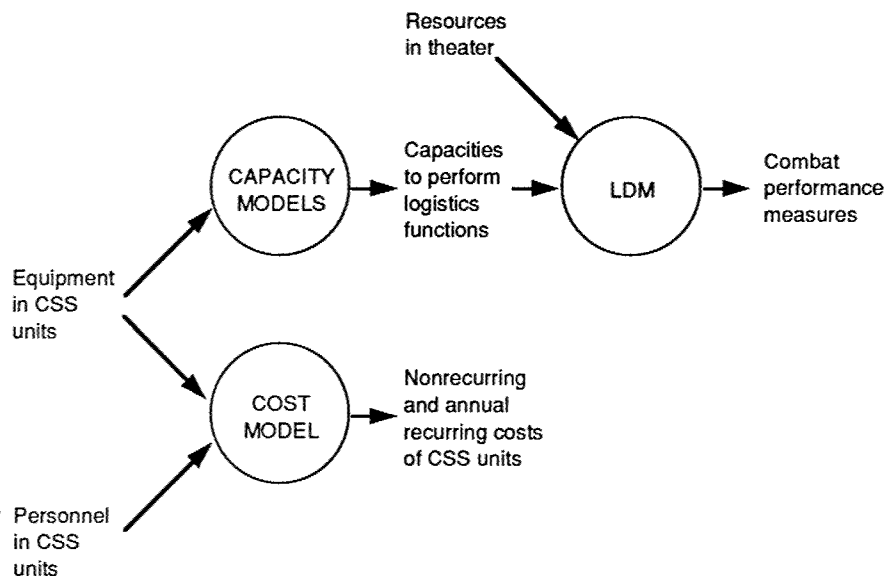 Resources
in theater
CAPACITY
MODELS
Capacities
to perform
logistics
functions
LDM
Combat
performance
measures
Equipment
in CSS
units
COST
MODEL
Nonrecurring
and annual
recurring costs
of CSS units
Personnel
in CSS
units